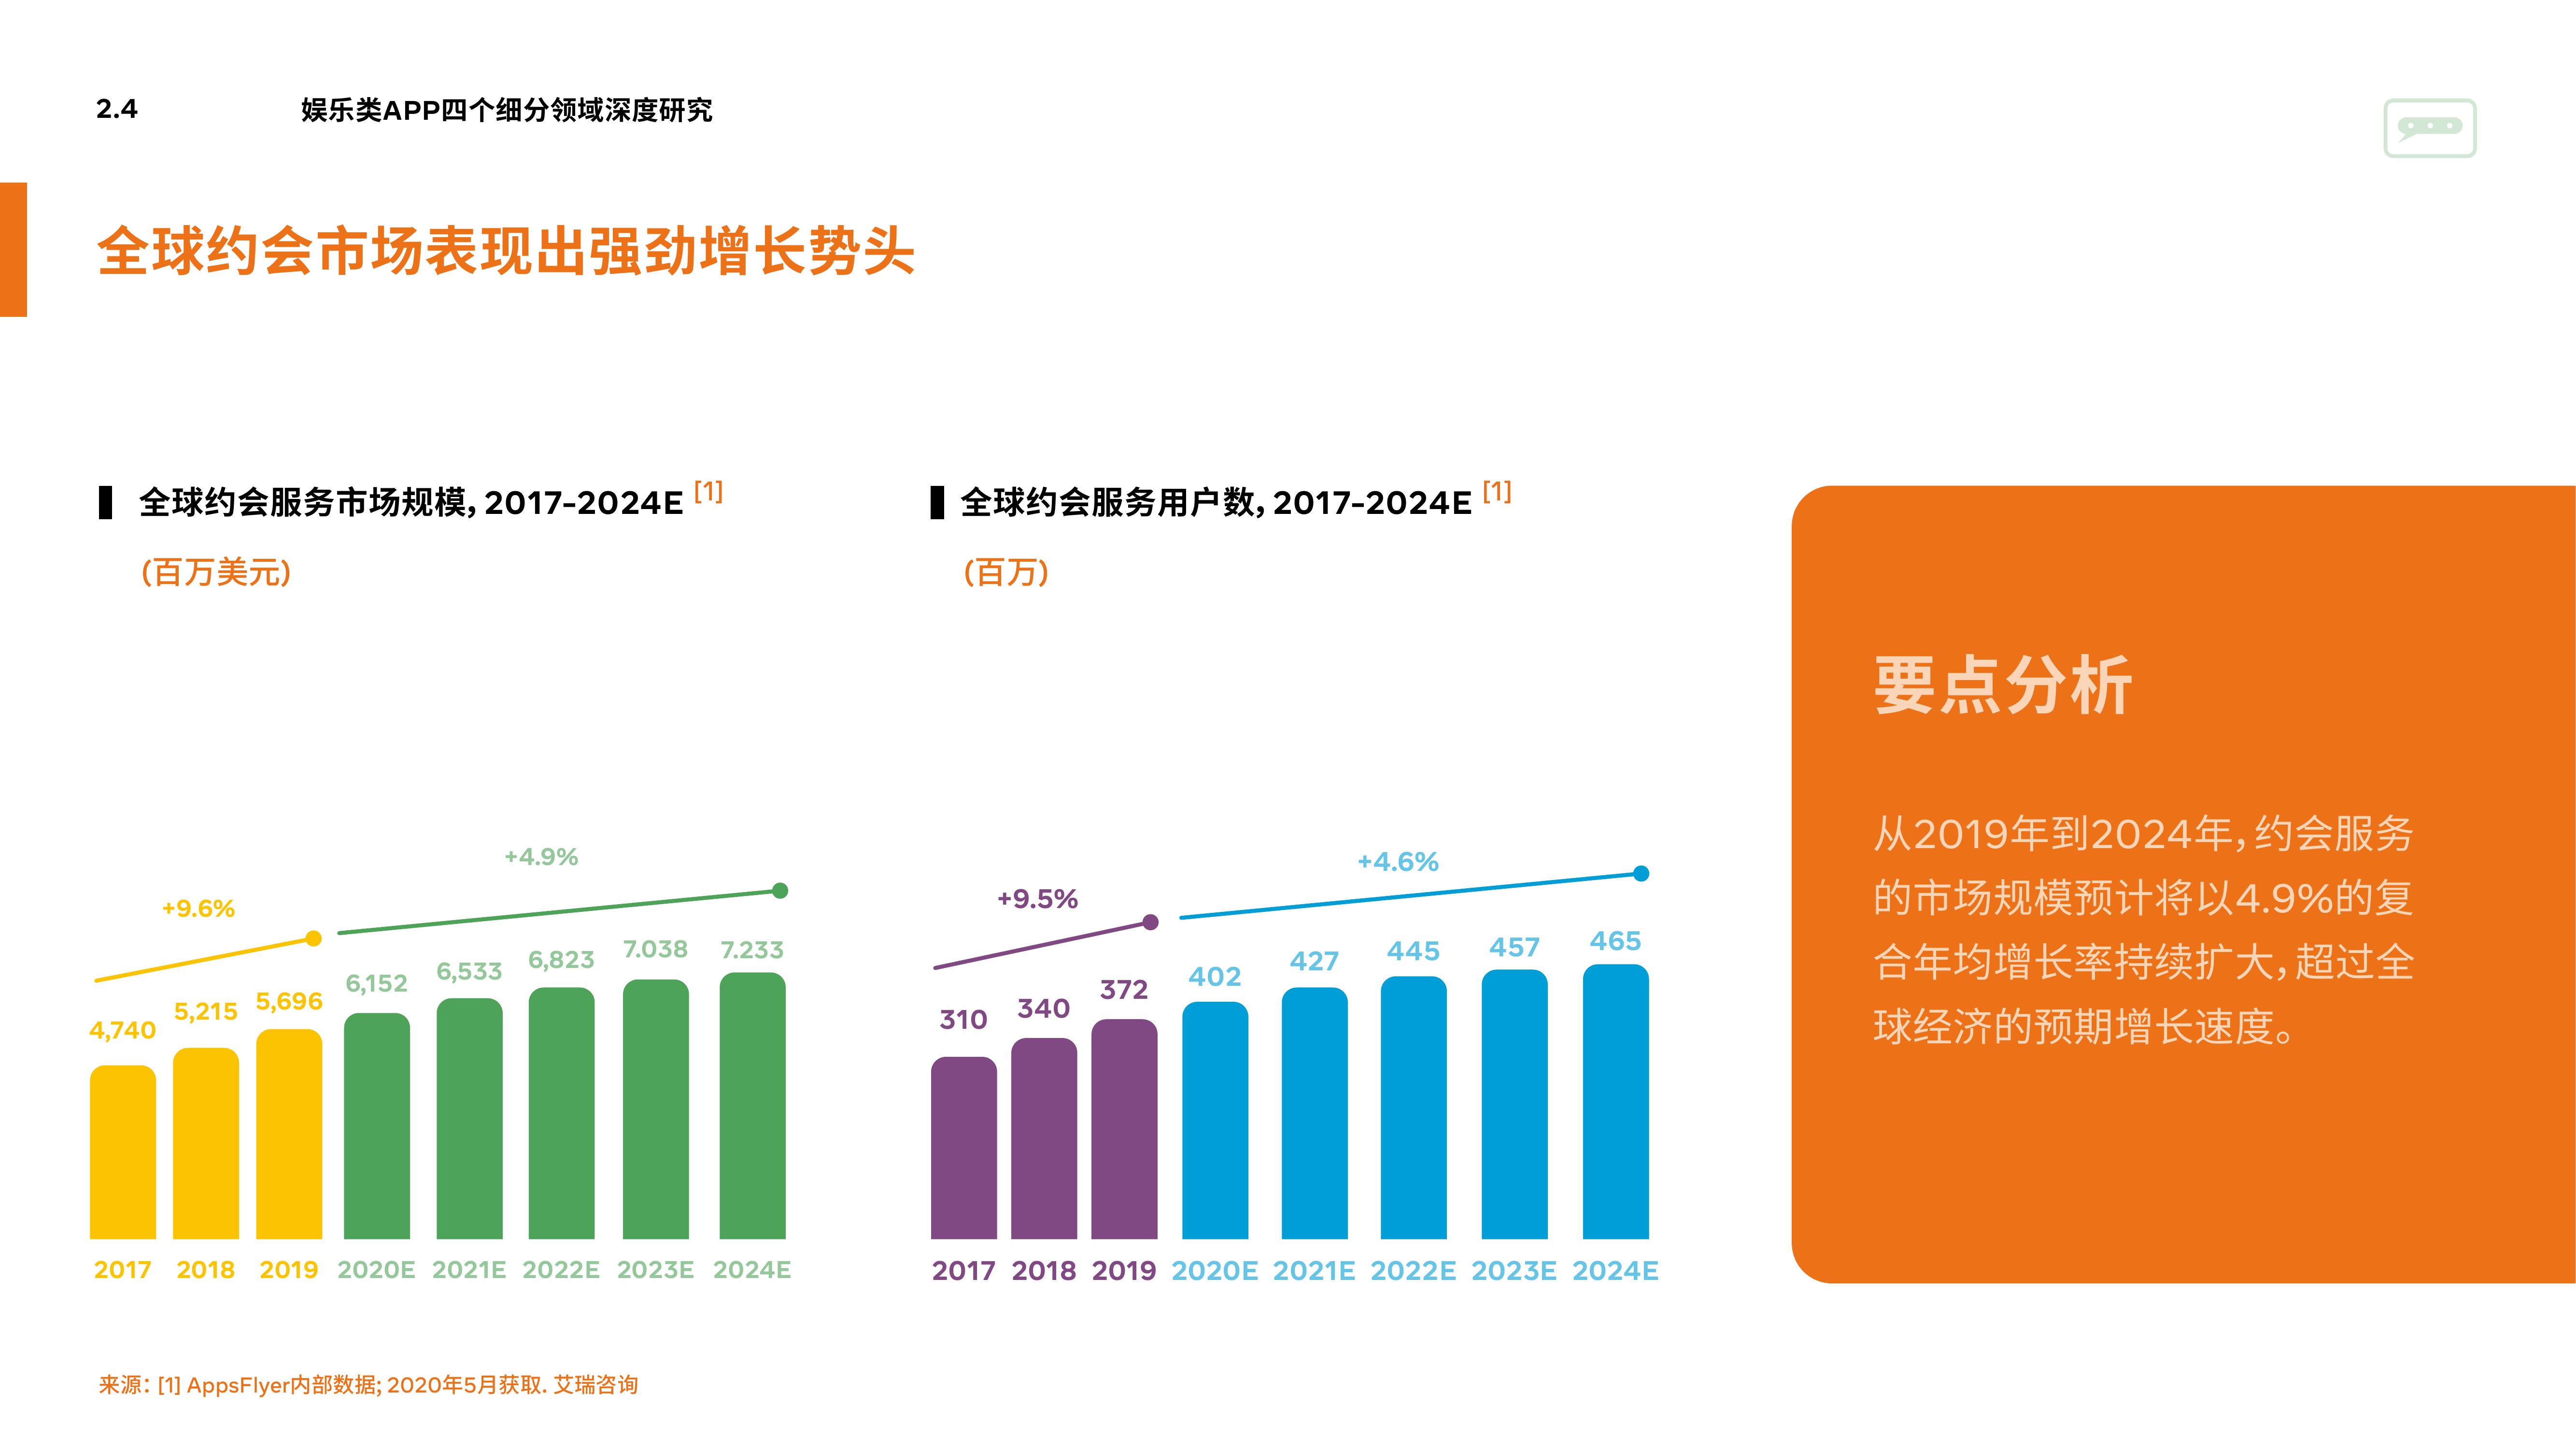 2.4 娱乐类APP四个细分领域深度研究
全球约会市场表现出强劲增长势头
全球约会服务市场规模, 2017-2024E [1]
(百万美元)
+9.6%
+4.9%
4,740 5,215 5,696 6,152 6,533 6,823 7.038 7.233
2017 2018 2019 2020E 2021E 2022E 2023E 2024E
全球约会服务用户数, 2017-2024E [1]
(百万)
+9.5%
+4.6%
310 340 372 402 427 445 457 465
2017 2018 2019 2020E 2021E 2022E 2023E 2024E
要点分析
从2019年到2024年, 约会服务
的市场规模预计将以4.9%的复
合年均增长率持续扩大, 超过全
球经济的预期增长速度。
来源: [1] AppsFlyer内部数据; 2020年5月获取. 艾瑞咨询